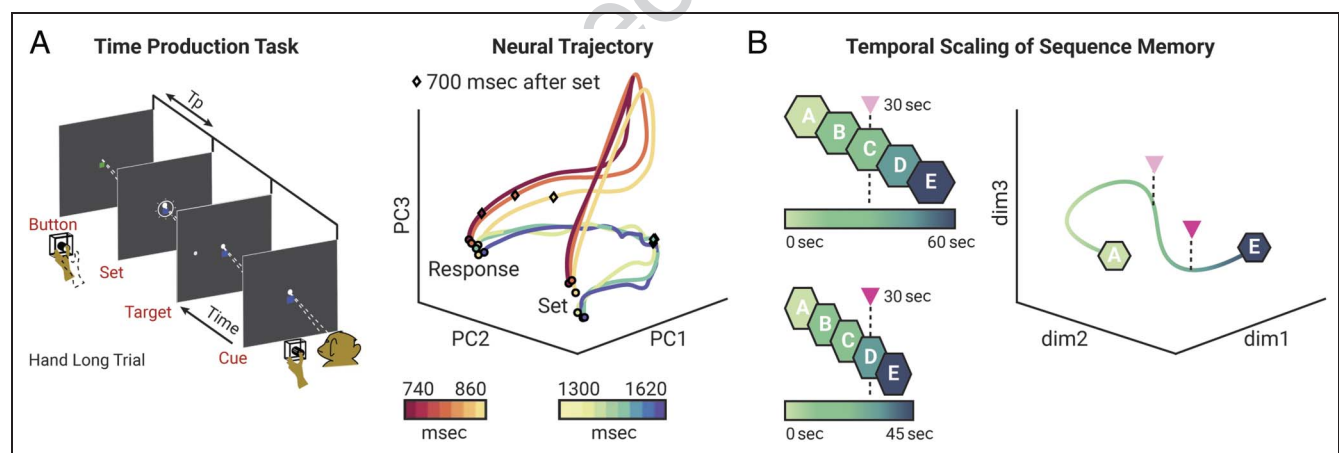 A
Time Production Task
Tp
Button
Set
Target
Time
Cue
Hand Long Trial
Neural Trajectory
700 msec after set
PC3
Response
Set
PC2
PC1
740 860
msec
1300 1620
msec
B
Temporal Scaling of Sequence Memory
30 sec
A
B
C
D
E
0 sec
60 sec
30 sec
A
B
C
D
E
0 sec
45 sec
dim3
A
E
dim2
dim1